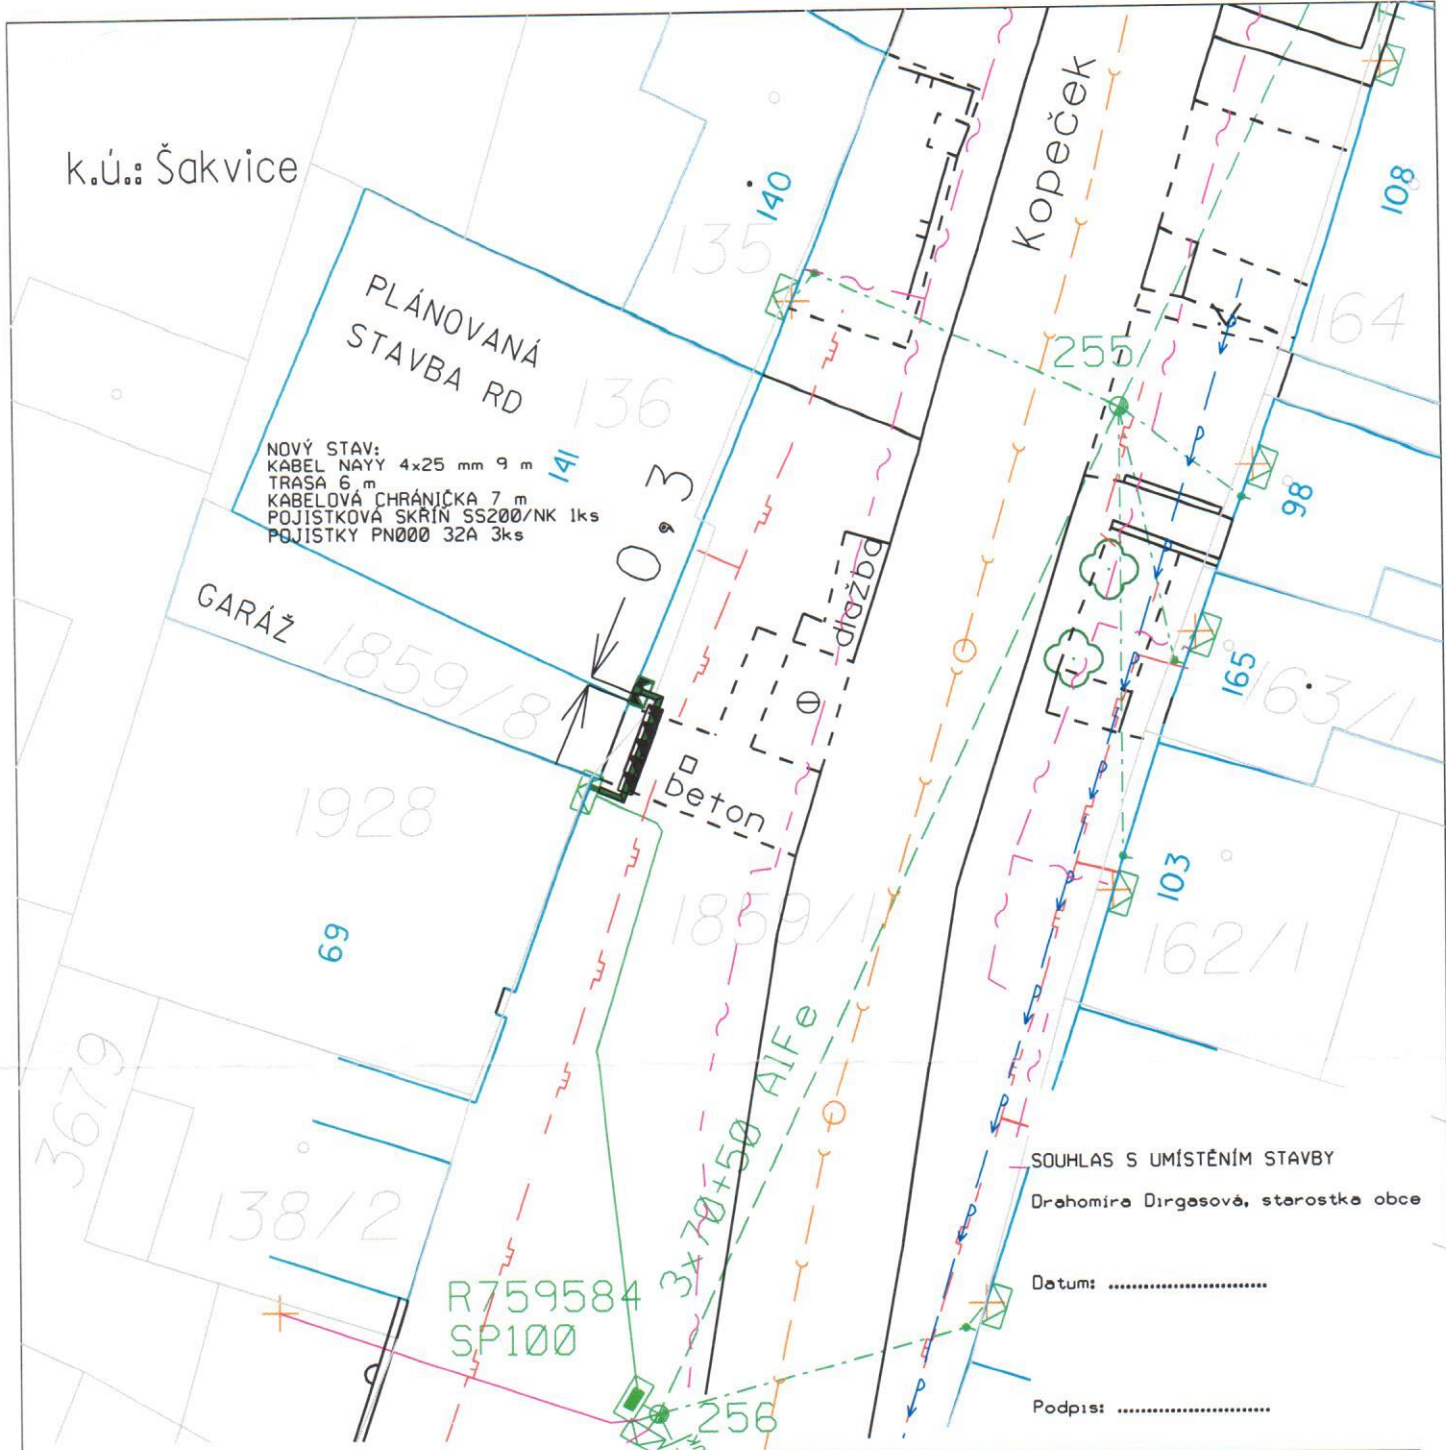 k.ú.: Šakvice
Kopeček
140
135
108
164
PLÁNOVANÁ
STAVBA RD
136
141
255
NOVÝ STAV:
KABEL NAYY 4x25 mm 9 m
TRASA 6 m
KABELOVÁ CHRÁNIČKA 7 m
POJISTKOVÁ SKŘÍŇ SS200/NK 1ks
POJISTKY PN000 32A 3ks
0,3
98
dlažba
GARÁŽ
1859/8
165
163/1
beton
1928
103
1859/1
162/1
69
3x70+50 AlFe
3679
138/2
SOUHLAS S UMÍSTĚNÍM STAVBY
Drahomíra Dirgasová, starostka obce
Datum: ............................
R759584
SP100
256
Podpis: ...........................